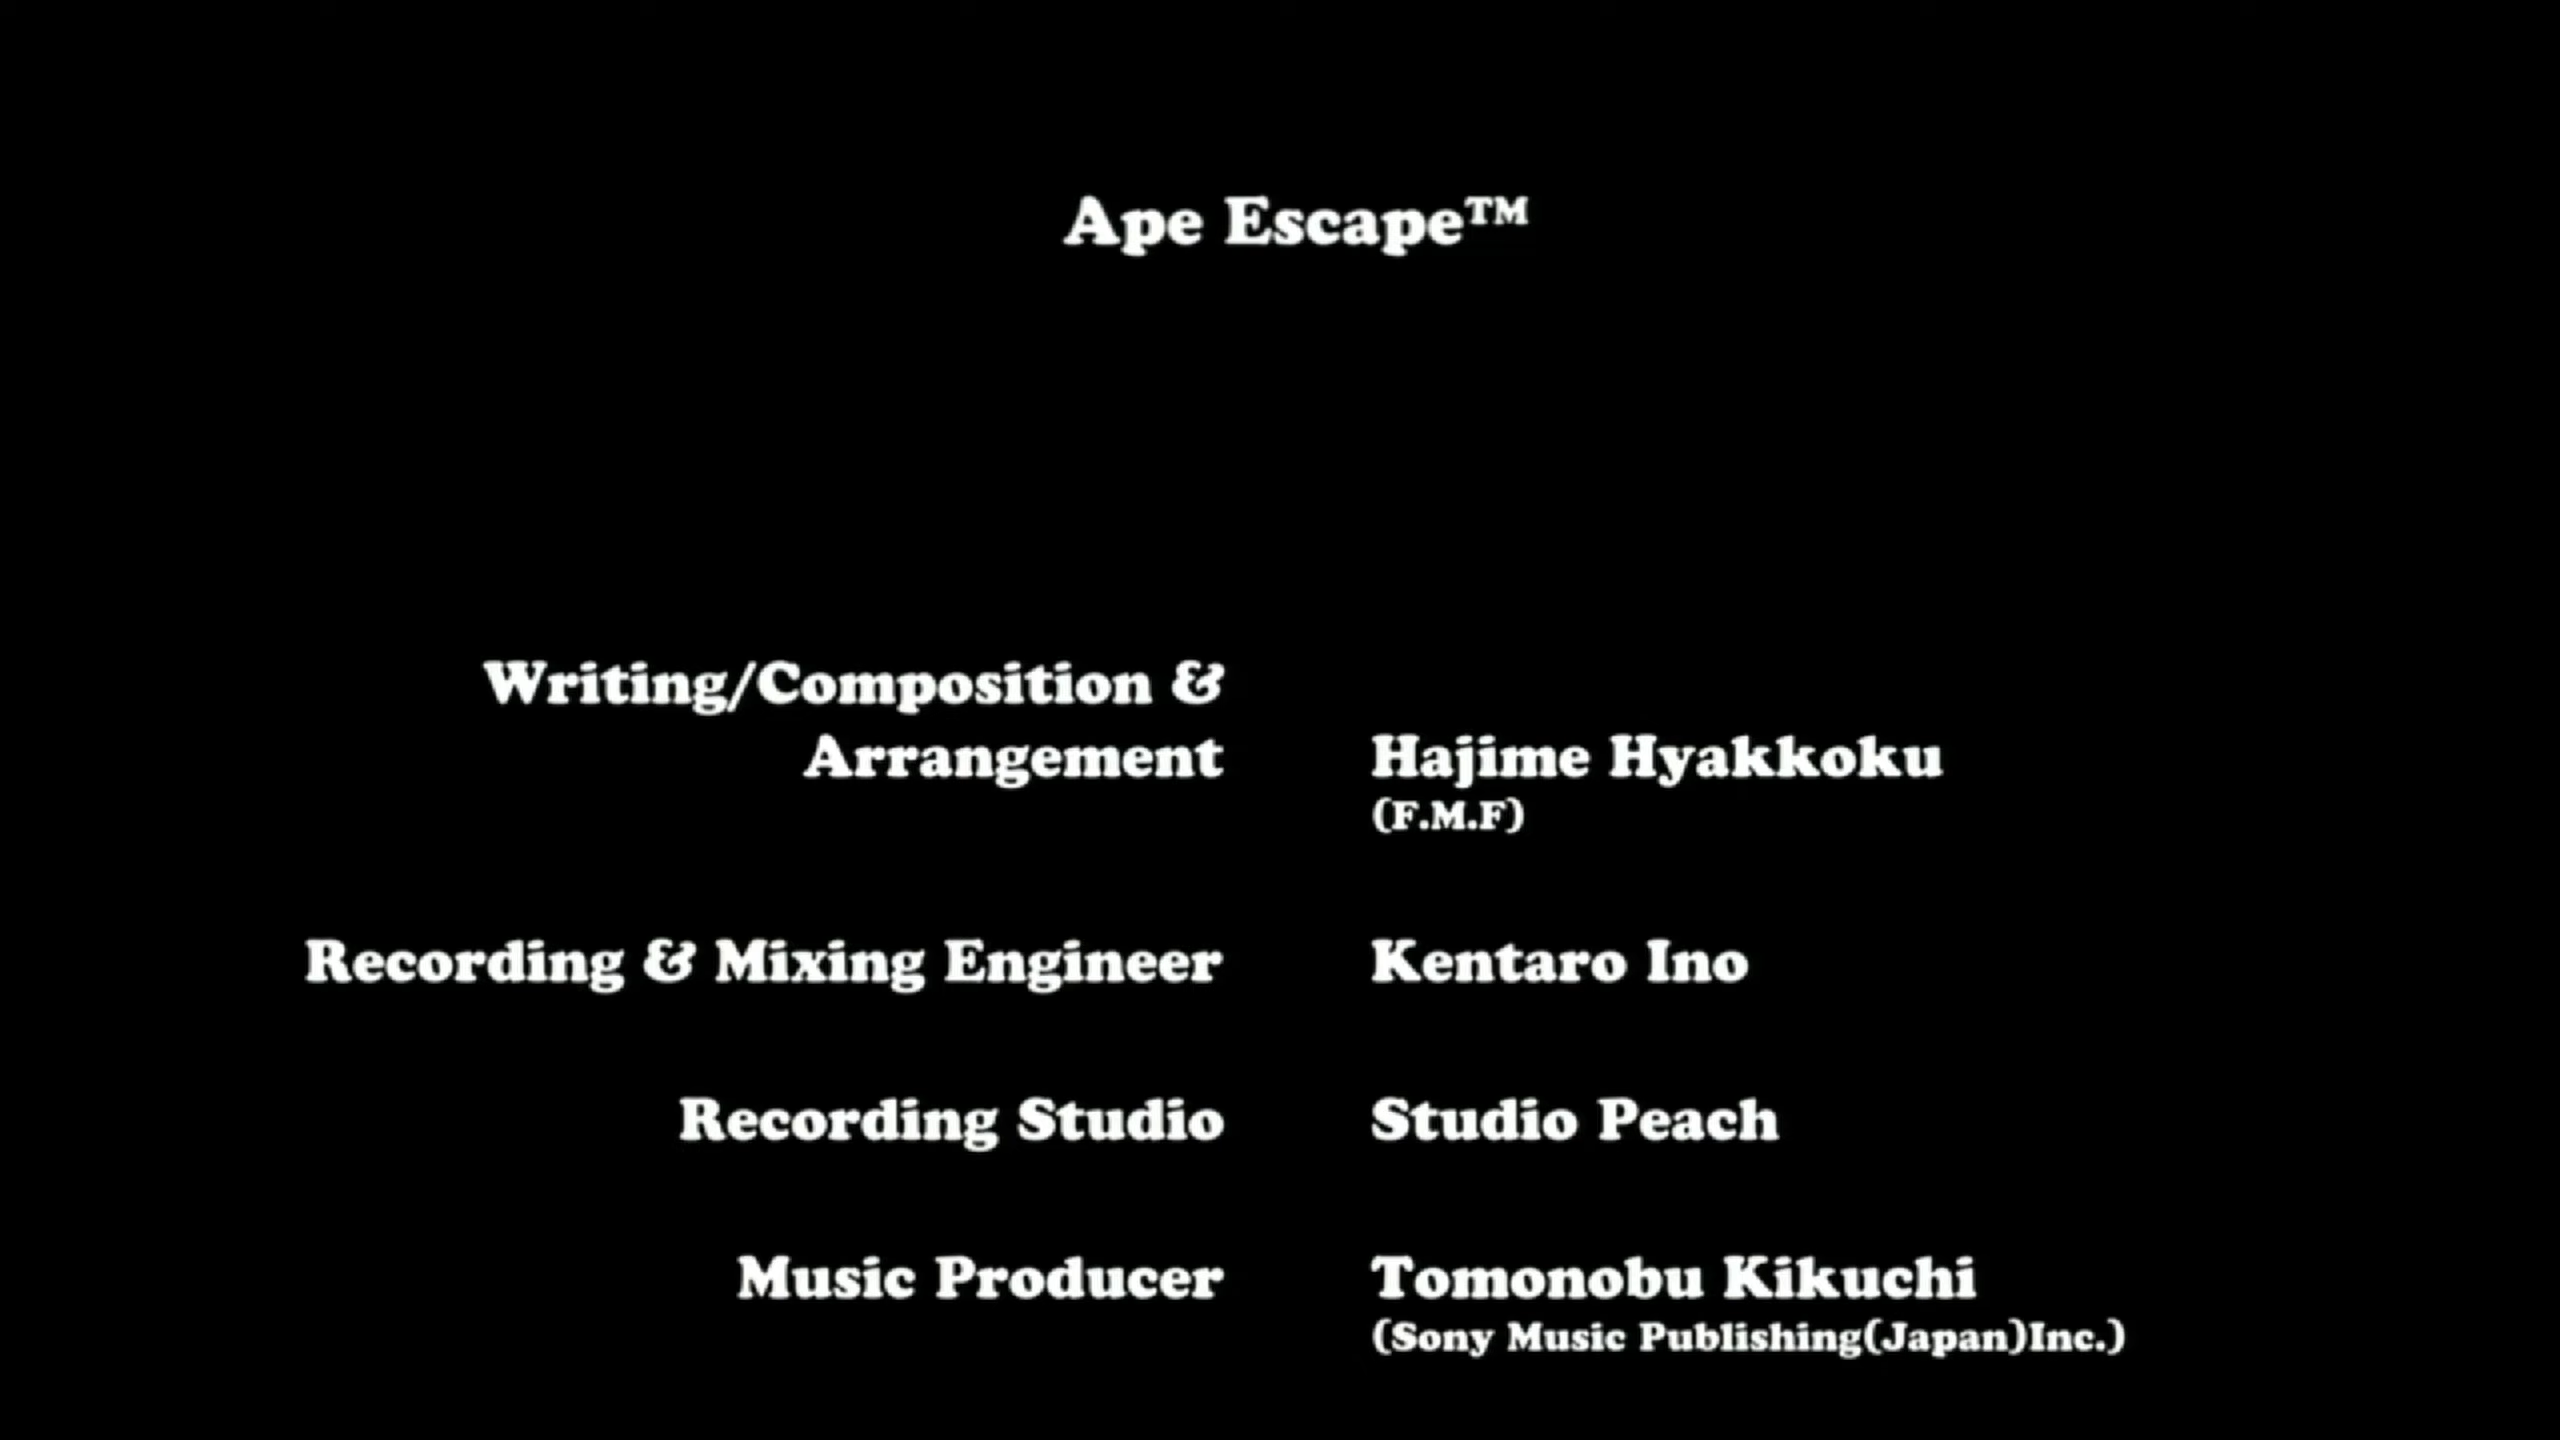 Ape Escape™
Writing/Composition &
Arrangement Hajime Hyakkoku
(F.M.F)
Recording & Mixing Engineer Kentaro Ino
Recording Studio Studio Peach
Music Producer Tomonobu Kikuchi
(Sony Music Publishing(Japan)Inc.)